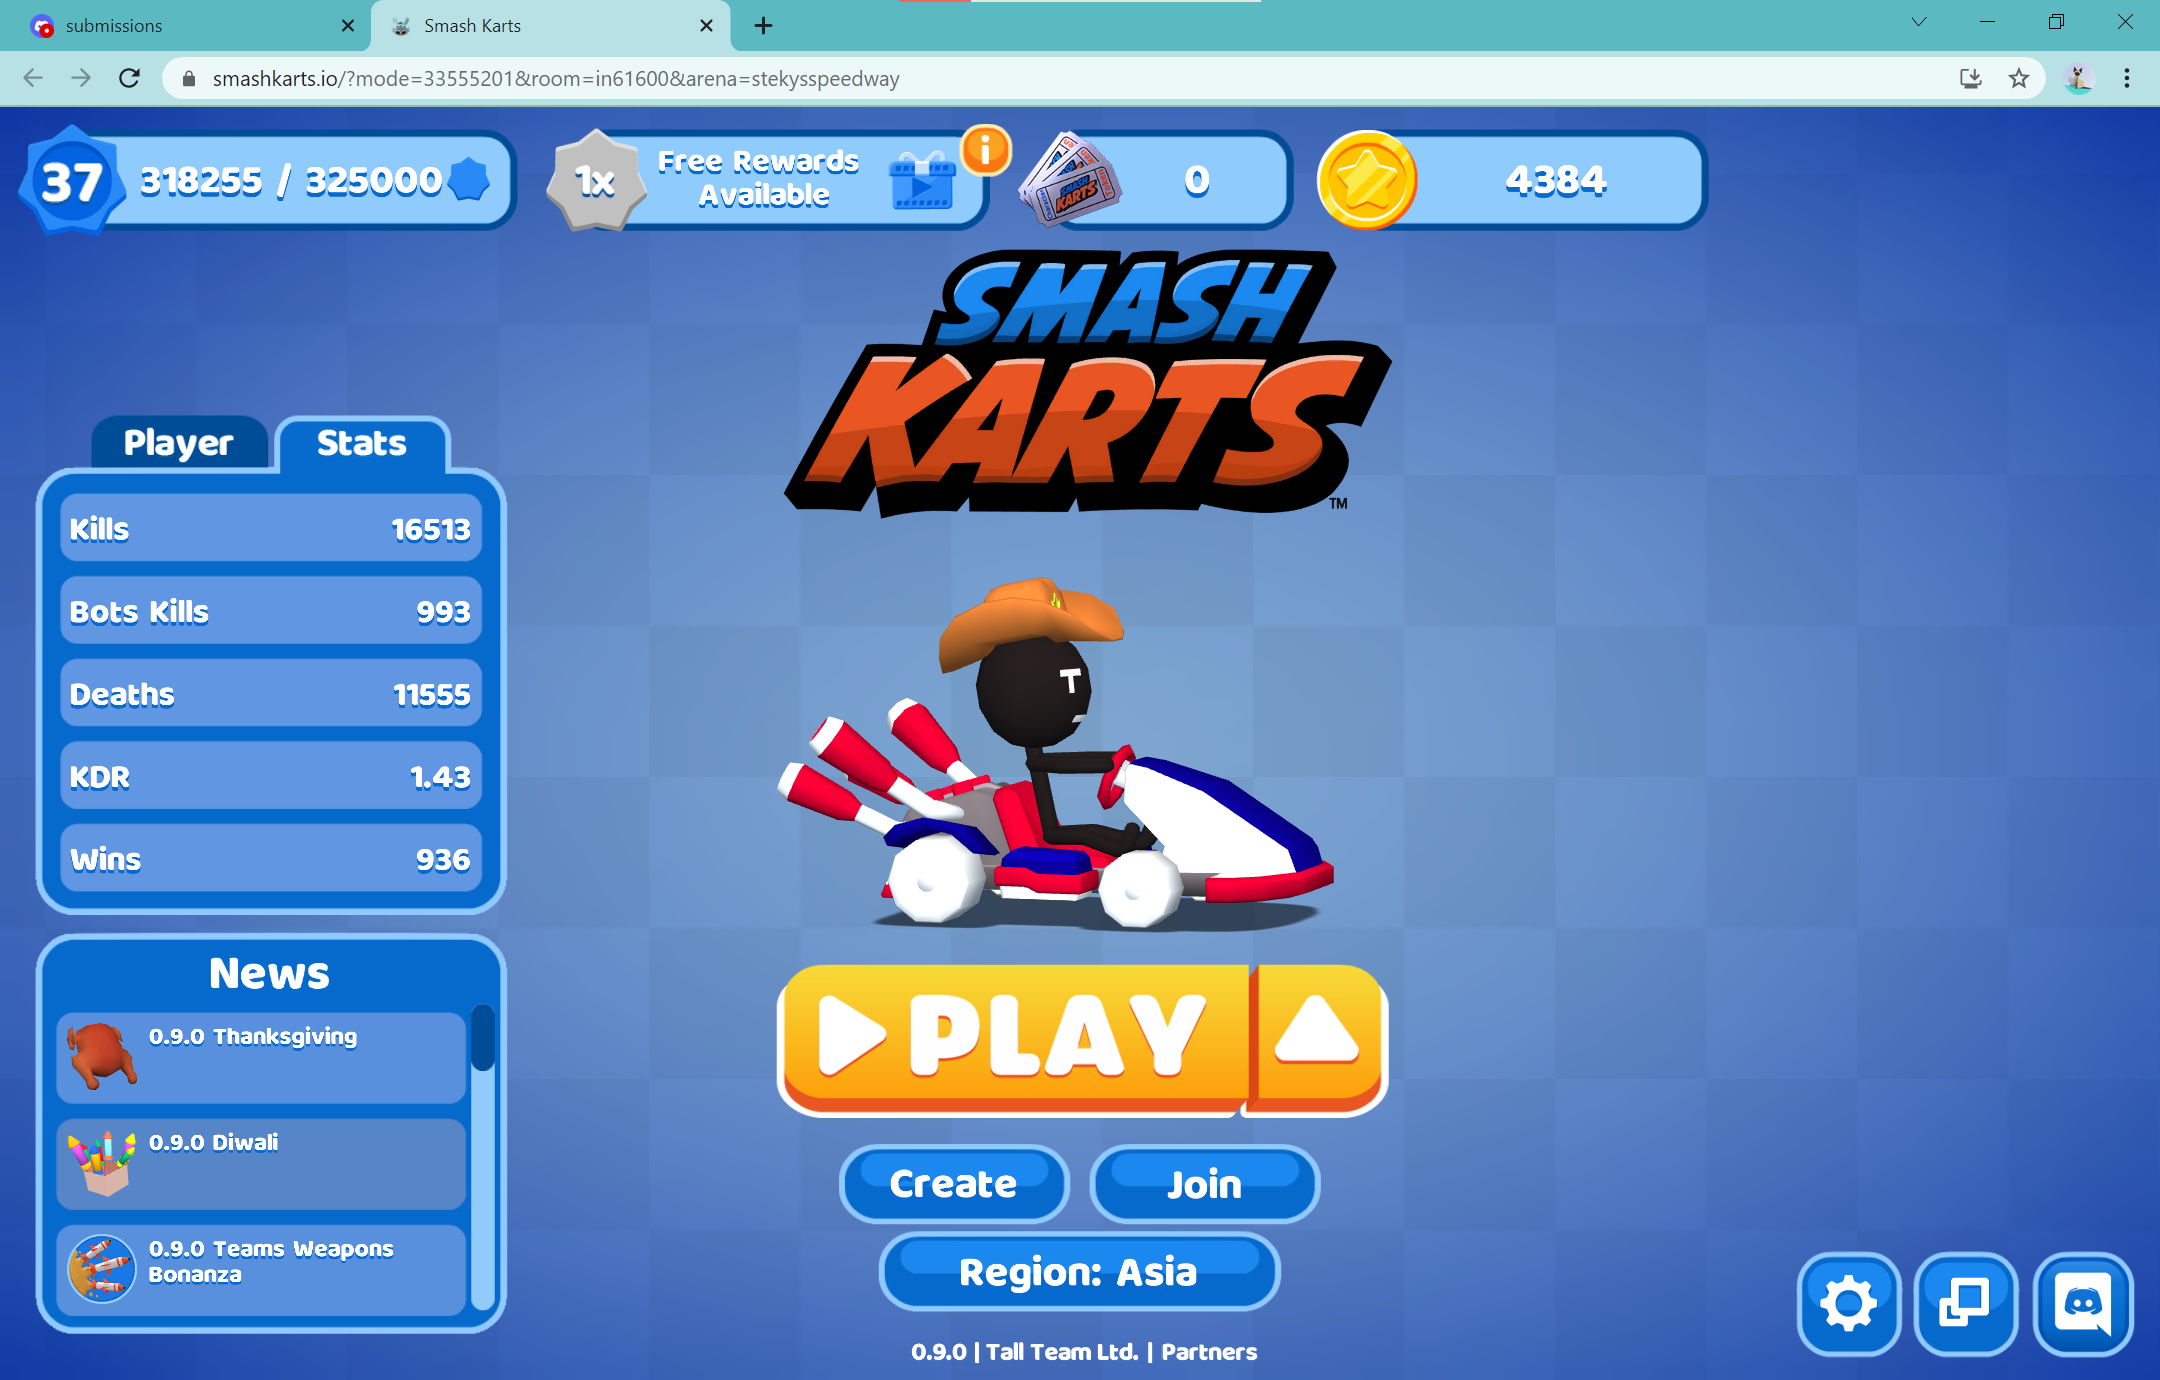 submissions
Smash Karts
smashkarts.io/?mode=33555201&room=in61600&arena=stekysspeedway
37
318255 / 325000
1x
Free Rewards
Available
i
SMASH KARTS
0
4384
SMASH
KARTS
TM
Player
Stats
Kills 16513
Bots Kills 993
Deaths 11555
KDR 1.43
Wins 936
T
News
0.9.0 Thanksgiving
0.9.0 Diwali
0.9.0 Teams Weapons
Bonanza
PLAY
Create
Join
Region: Asia
0.9.0 | Tall Team Ltd. | Partners